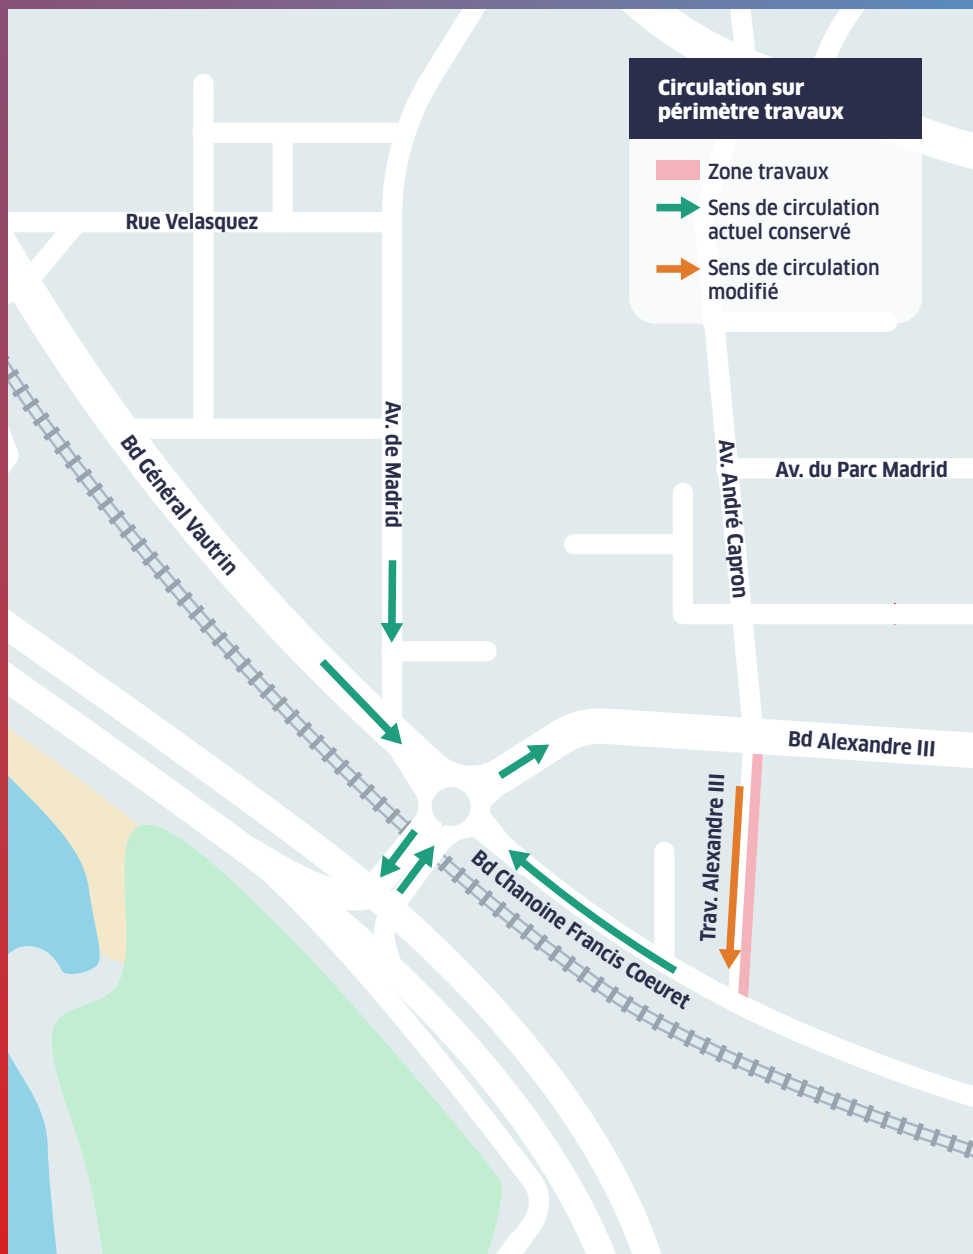 Circulation sur
périmètre travaux
Zone travaux
Sens de circulation
actuel conservé
Sens de circulation
modifié
Rue Velasquez
Av. de Madrid
Bd Général Vautrin
Av. André Capron
Av. du Parc Madrid
Bd Alexandre III
Trav. Alexandre III
Bd Chanoine Francis Coeuret